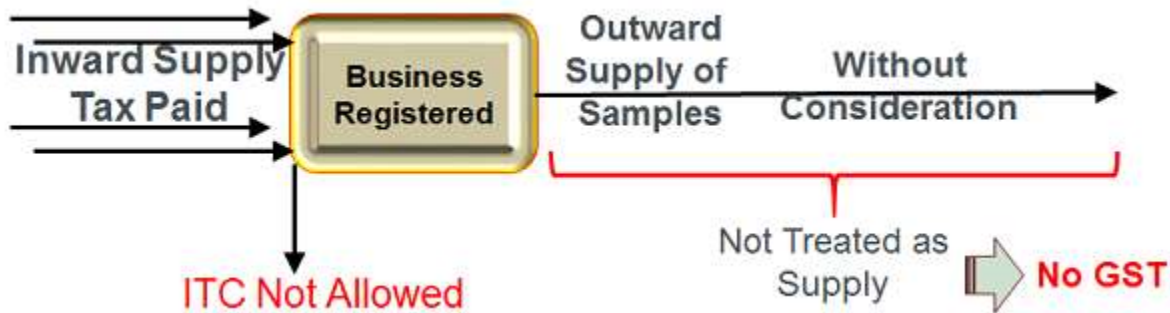 Inward Supply
Tax Paid
Business
Registered
Outward
Supply of
Samples
Without
Consideration
ITC Not Allowed
Not Treated as
Supply
No GST